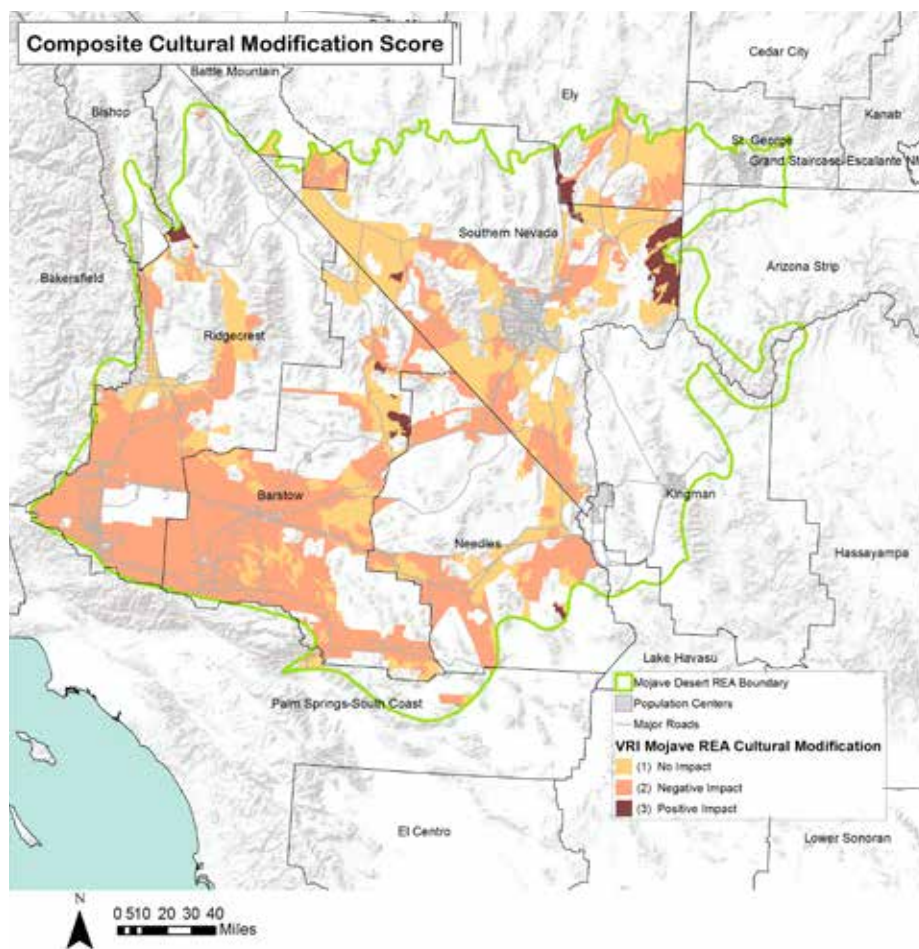 Composite Cultural Modification Score
Battle Mountain
Cedar City
Ely
Bishop
Kanab
St. George
Grand Staircase-Escalante NM
Southern Nevada
Arizona Strip
Bakersfield
Ridgecrest
Barstow
Kingman
Needles
Hassayampa
Lake Havasu
Palm Springs-South Coast
El Centro
Lower Sonoran
Mojave Desert REA Boundary
Population Centers
Major Roads
VRI Mojave REA Cultural Modification
(1) No Impact
(2) Negative Impact
(3) Positive Impact
N
0 5 10 20 30 40
Miles